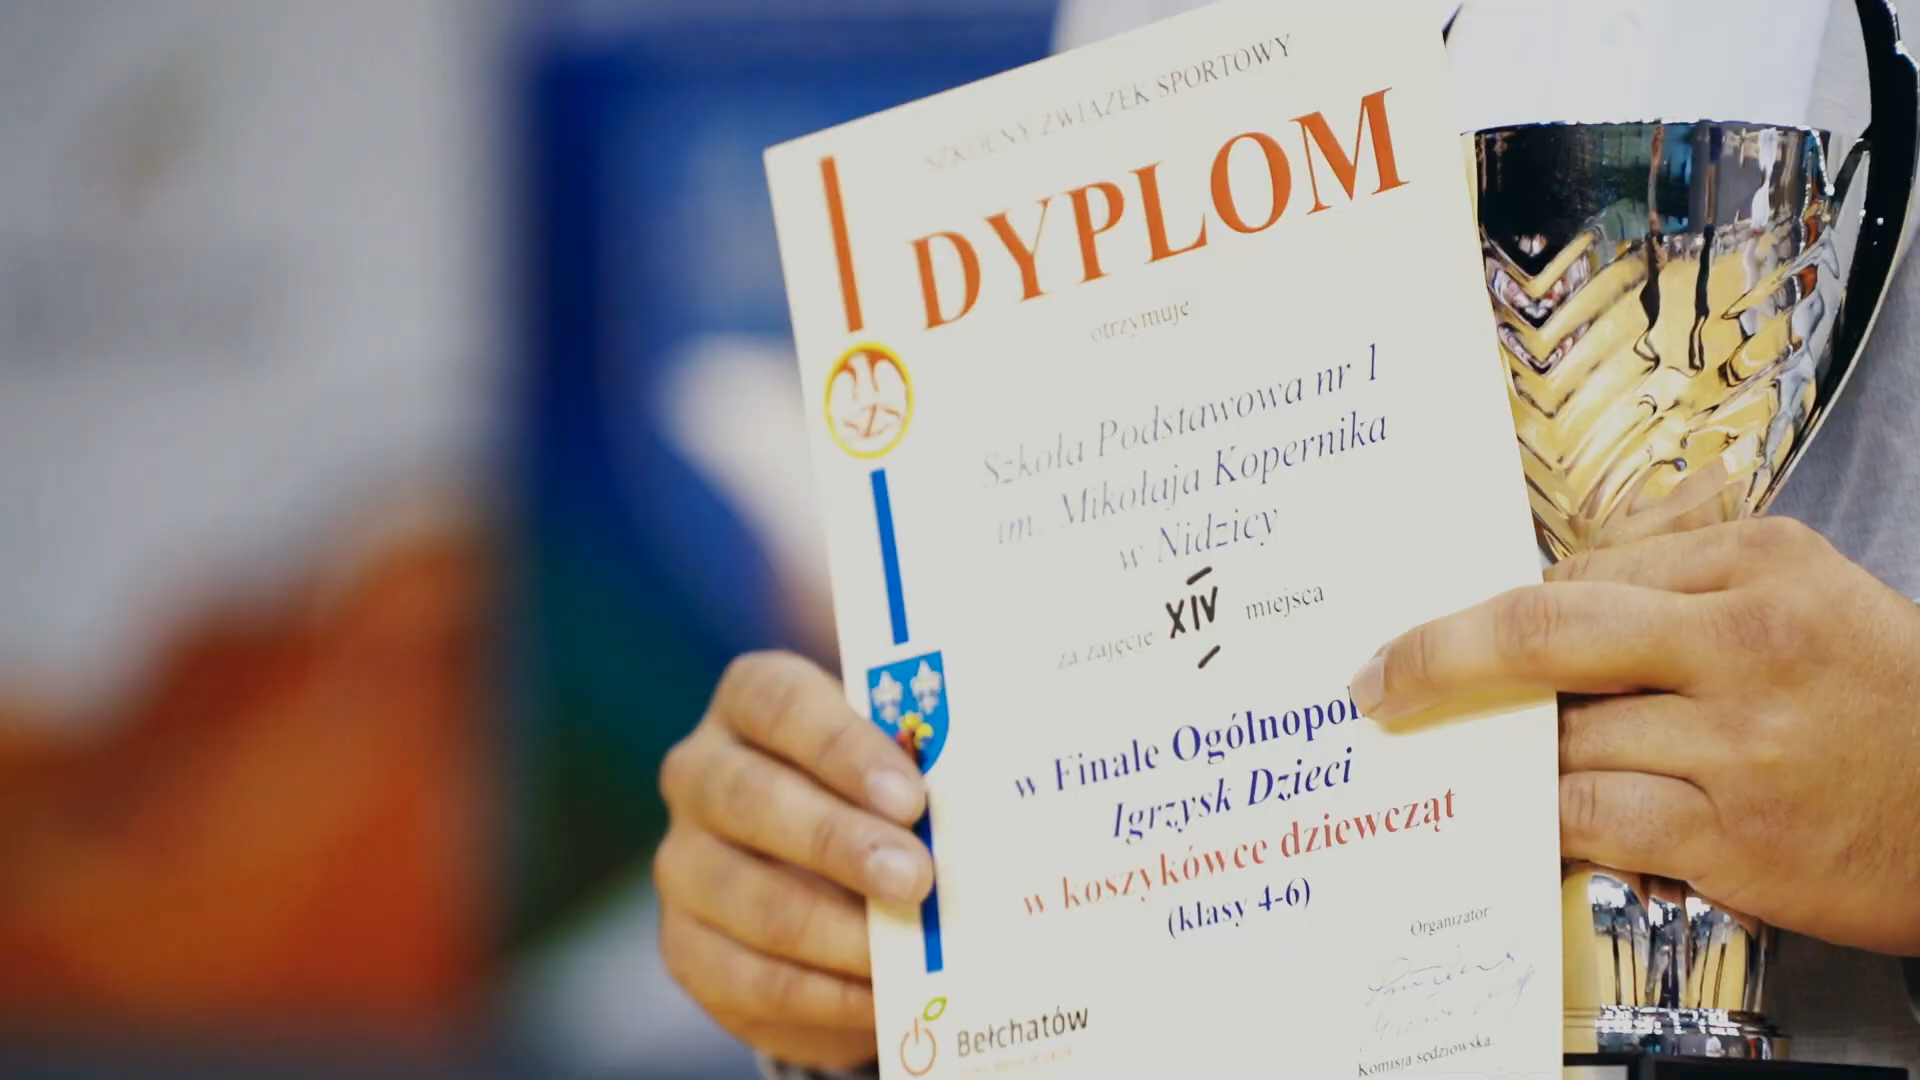 SZKOLNY ZWIĄZEK SPORTOWY
DYPLOM
otrzymuje
Szkoła Podstawowa nr 1
im. Mikołaja Kopernika
w Nidzicy
za zajęcie XIV miejsca
w Finale Ogólnopol
Igrzysk Dzieci
w koszykówce dziewcząt
(klasy 4-6)
Organizator
Bełchatów
Komisja sędziowska
SZS